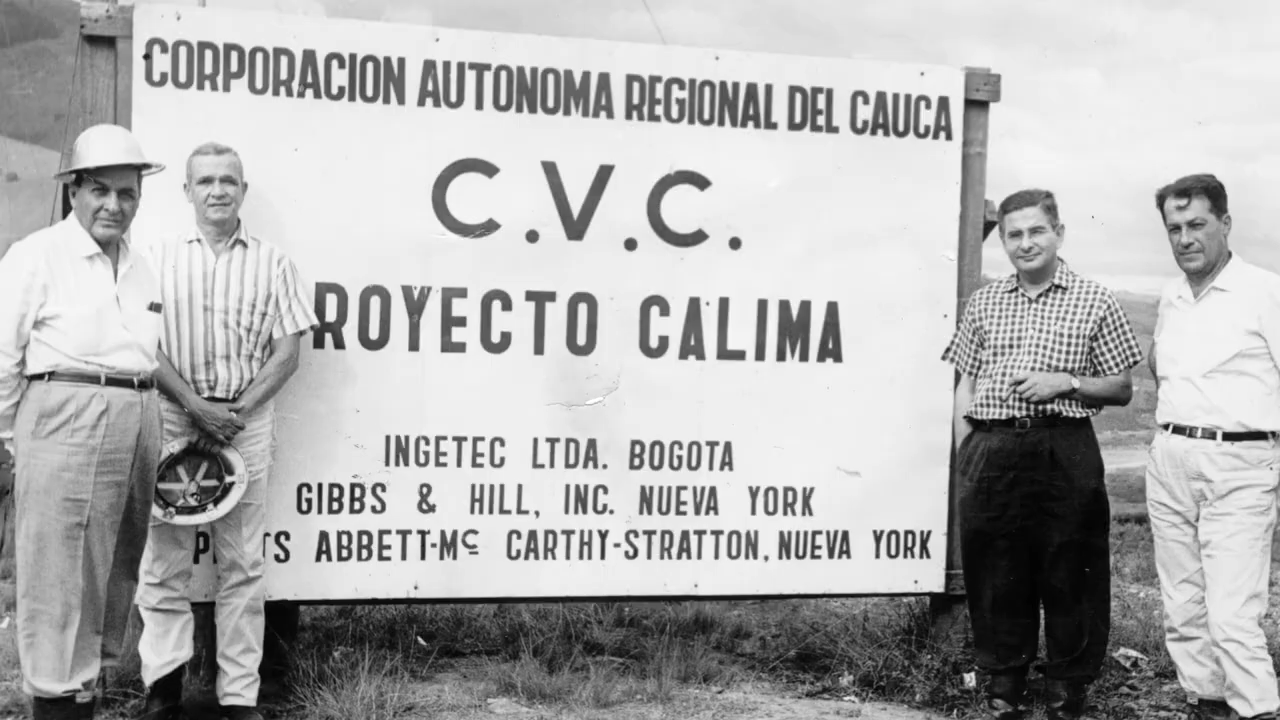 CORPORACION AUTONOMA REGIONAL DEL CAUCA
C.V.C.
ROYECTO CALIMA
INGETEC LTDA. BOGOTA
GIBBS & HILL, INC. NUEVA YORK
ABBETT-Mc CARTHY-STRATTON, NUEVA YORK